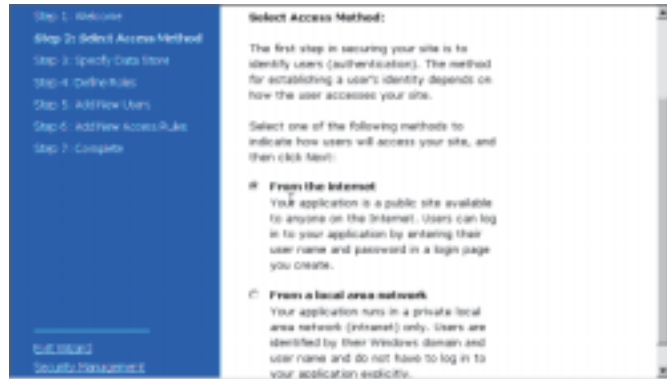 Step 1: Welcome
Step 2: Select Access Method
Step 3: Specify Data Store
Step 4: Define Roles
Step 5: Add New Users
Step 6: Add New Access Rules
Step 7: Complete
Exit Wizard
Security Management
Select Access Method:
The first step in securing your site is to
identify users (authentication). The method
for establishing a user's identity depends on
how the user accesses your site.
Select one of the following methods to
indicate how users will access your site, and
then click Next:
From the internet
Your application is a public site available
to anyone on the Internet. Users can log
in to your application by entering their
user name and password in a login page
you create.
From a local area network
Your application runs in a private local
area network (intranet) only. Users are
identified by their Windows domain and
user name and do not have to log in to
your application explicitly.